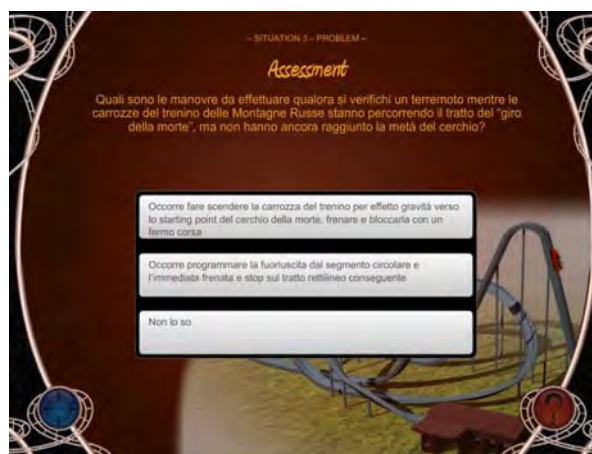 – SITUATION 3 – PROBLEM –
Assessment
Quali sono le manovre da effettuare qualora si verifichi un terremoto mentre le
carrozze del trenino delle Montagne Russe stanno percorrendo il tratto del "giro
della morte", ma non hanno ancora raggiunto la metà del cerchio?
Occorre fare scendere la carrozza del trenino per effetto gravità verso
lo starting point del cerchio della morte, frenare e bloccarla con un
fermo corsa
Occorre programmare la fuoriuscita dal segmento circolare e
l'immediata frenata e stop sul tratto rettilineo conseguente
Non lo so
?